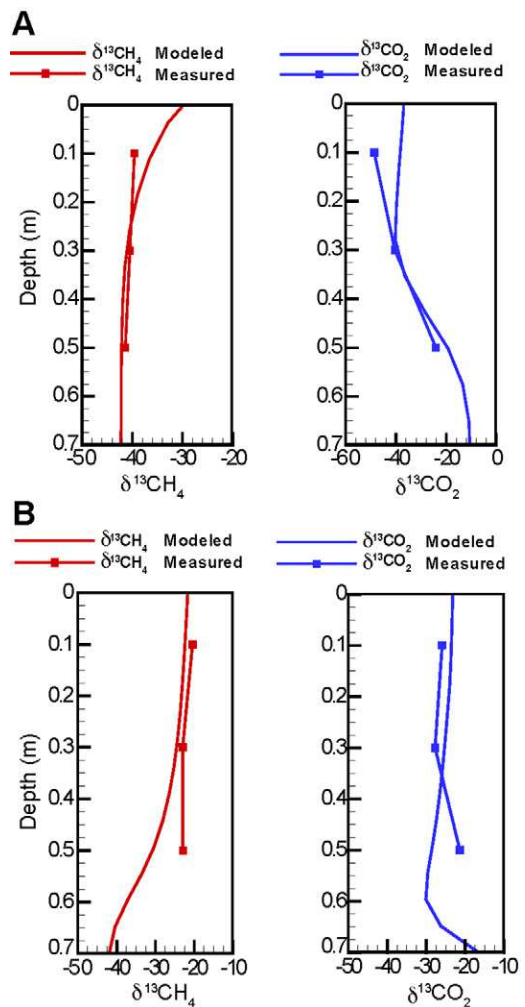 A
δ¹³CH₄ Modeled
δ¹³CH₄ Measured
δ¹³CO₂ Modeled
δ¹³CO₂ Measured
0
0.1
0.2
0.3
0.4
0.5
0.6
0.7
Depth (m)
-50 -40 -30 -20
δ¹³CH₄
0
0.1
0.2
0.3
0.4
0.5
0.6
0.7
-60 -40 -20 0
δ¹³CO₂
B
δ¹³CH₄ Modeled
δ¹³CH₄ Measured
δ¹³CO₂ Modeled
δ¹³CO₂ Measured
0
0.1
0.2
0.3
0.4
0.5
0.6
0.7
Depth (m)
-50 -40 -30 -20 -10
δ¹³CH₄
0
0.1
0.2
0.3
0.4
0.5
0.6
0.7
-50 -40 -30 -20 -10
δ¹³CO₂